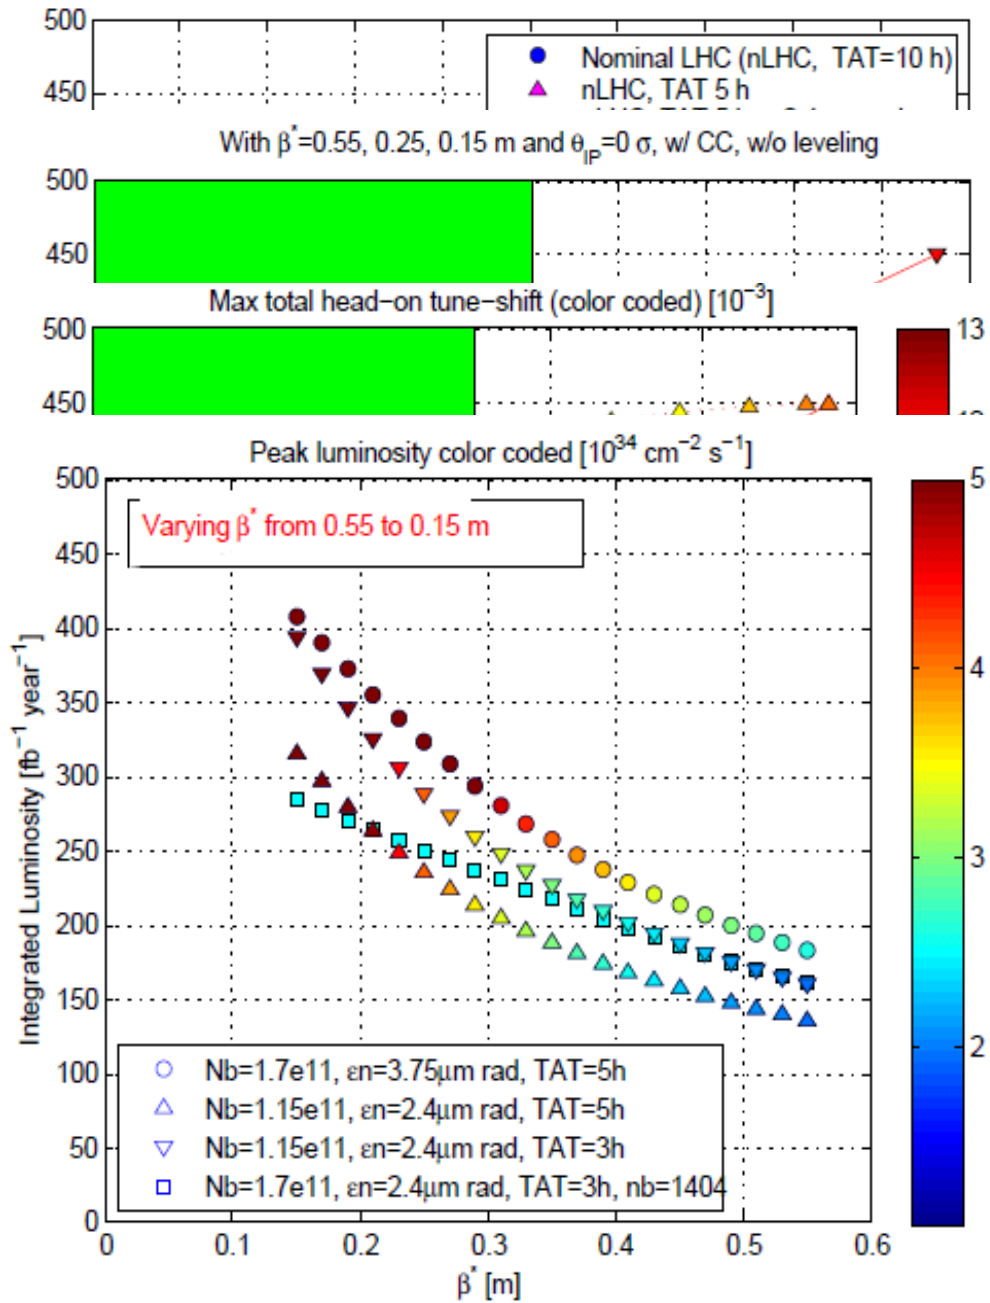 500
Nominal LHC (nLHC, TAT=10 h)
450
nLHC, TAT 5 h
With β*=0.55, 0.25, 0.15 m and θIP=0 σ, w/ CC, w/o leveling
500
450
Max total head−on tune−shift (color coded) [10−3]
500
13
450
Peak luminosity color coded [1034 cm−2 s−1]
500
5
Varying β* from 0.55 to 0.15 m
450
400
4
350
300
250
3
200
150
2
100
50
0
Integrated Luminosity [fb−1 year−1]
Nb=1.7e11, εn=3.75μm rad, TAT=5h
Nb=1.15e11, εn=2.4μm rad, TAT=5h
Nb=1.15e11, εn=2.4μm rad, TAT=3h
Nb=1.7e11, εn=2.4μm rad, TAT=3h, nb=1404
0 0.1 0.2 0.3 0.4 0.5 0.6
β* [m]